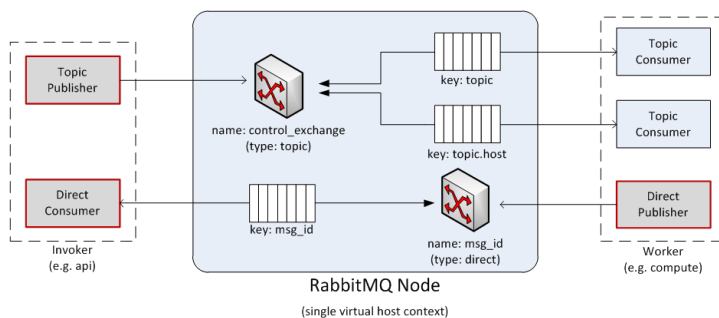 Topic
Publisher
Direct
Consumer
Invoker
(e.g. api)
name: control_exchange
(type: topic)
key: topic
key: topic.host
key: msg_id
name: msg_id
(type: direct)
RabbitMQ Node
(single virtual host context)
Topic
Consumer
Topic
Consumer
Direct
Publisher
Worker
(e.g. compute)